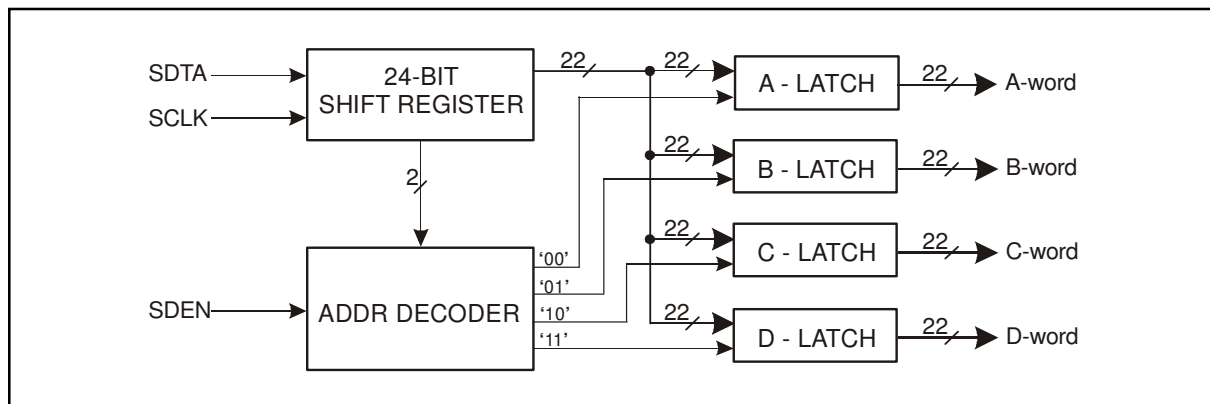 SDTA
SCLK
24-BIT
SHIFT REGISTER
22
22
A - LATCH
22
A-word
22
B - LATCH
22
B-word
2
22
C - LATCH
22
C-word
SDEN
ADDR DECODER
‘00’
‘01’
‘10’
‘11’
22
D - LATCH
22
D-word